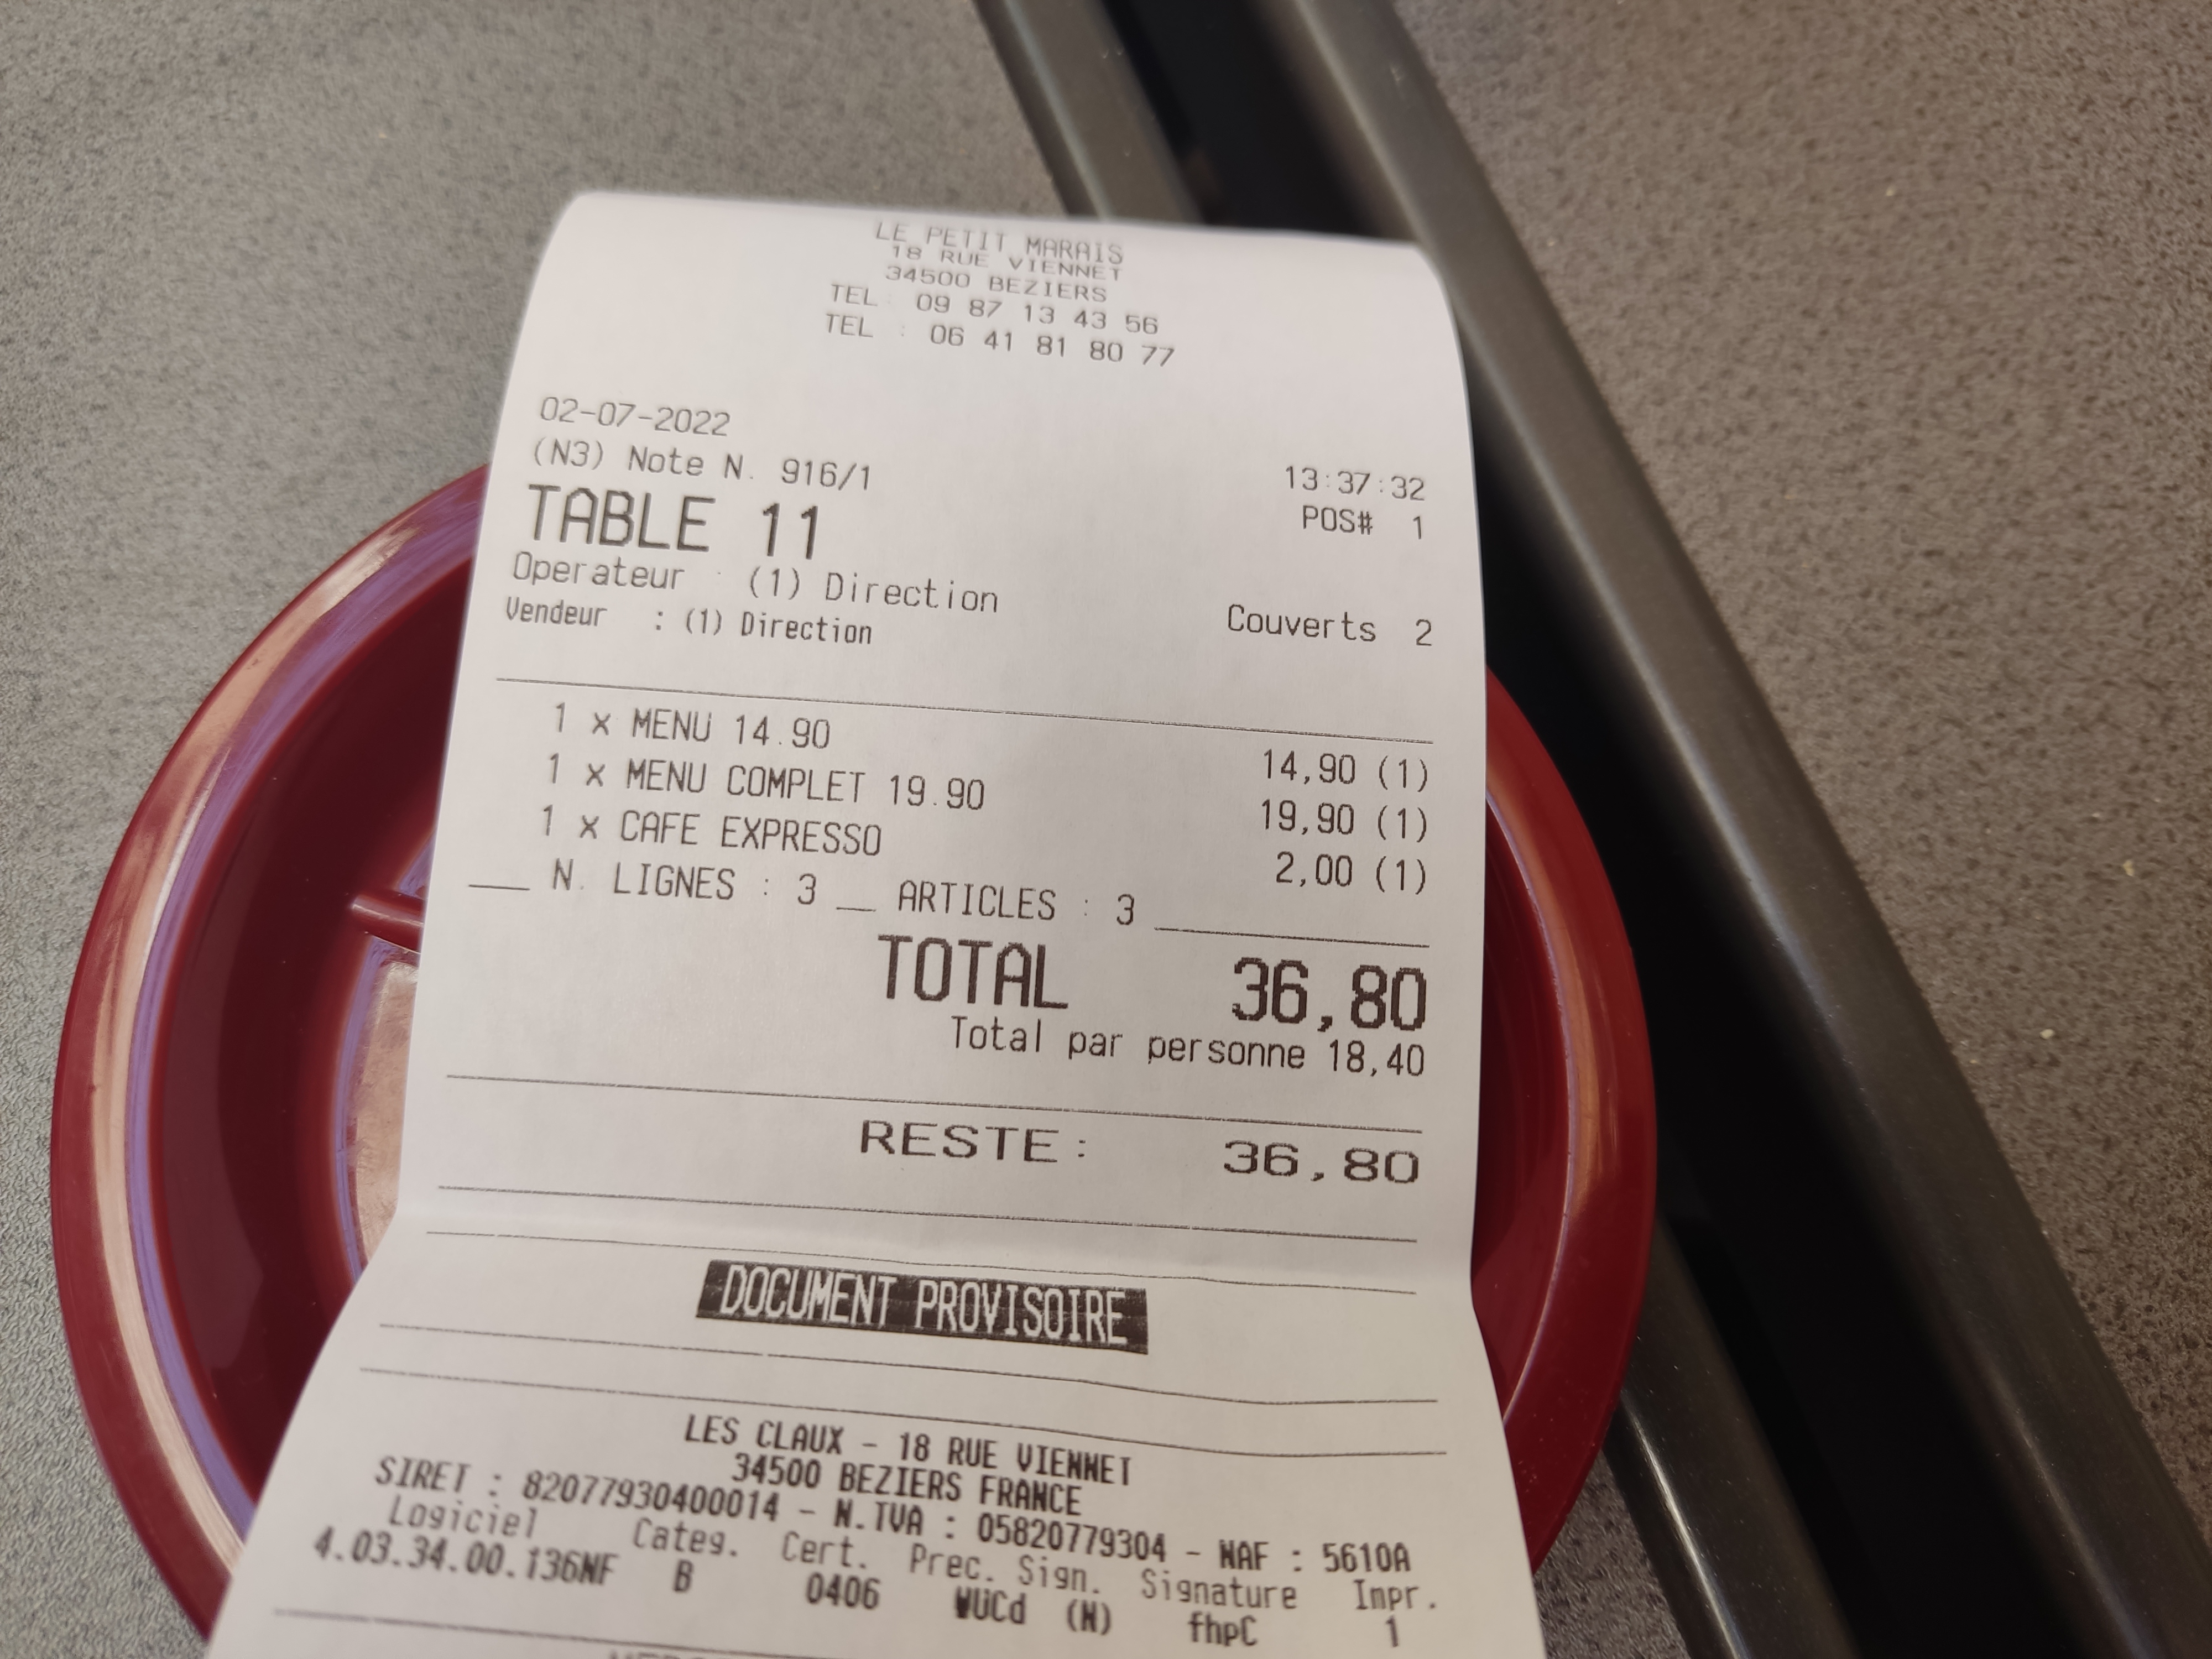 LE PETIT MARAIS
18 RUE VIENNET
34500 BEZIERS
TEL : 09 87 13 43 56
TEL : 06 41 81 80 77
02-07-2022 13:37:32
(N3) Note N. 916/1 POS# 1
TABLE 11
Operateur : (1) Direction Couverts 2
Vendeur : (1) Direction
1 x MENU 14.90 14,90 (1)
1 x MENU COMPLET 19.90 19,90 (1)
1 x CAFE EXPRESSO 2,00 (1)
N. LIGNES : 3 ARTICLES : 3
TOTAL 36,80
Total par personne 18,40
RESTE: 36,80
DOCUMENT PROVISOIRE
LES CLAUX - 18 RUE VIENNET
34500 BEZIERS FRANCE
SIRET : 82077930400014 - N.TVA : 05820779304 - NAF : 5610A
Logiciel Categ. Cert. Prec. Sign. Signature Impr.
4.03.34.00.136NF B 0406 WUCd (N) fhpC 1